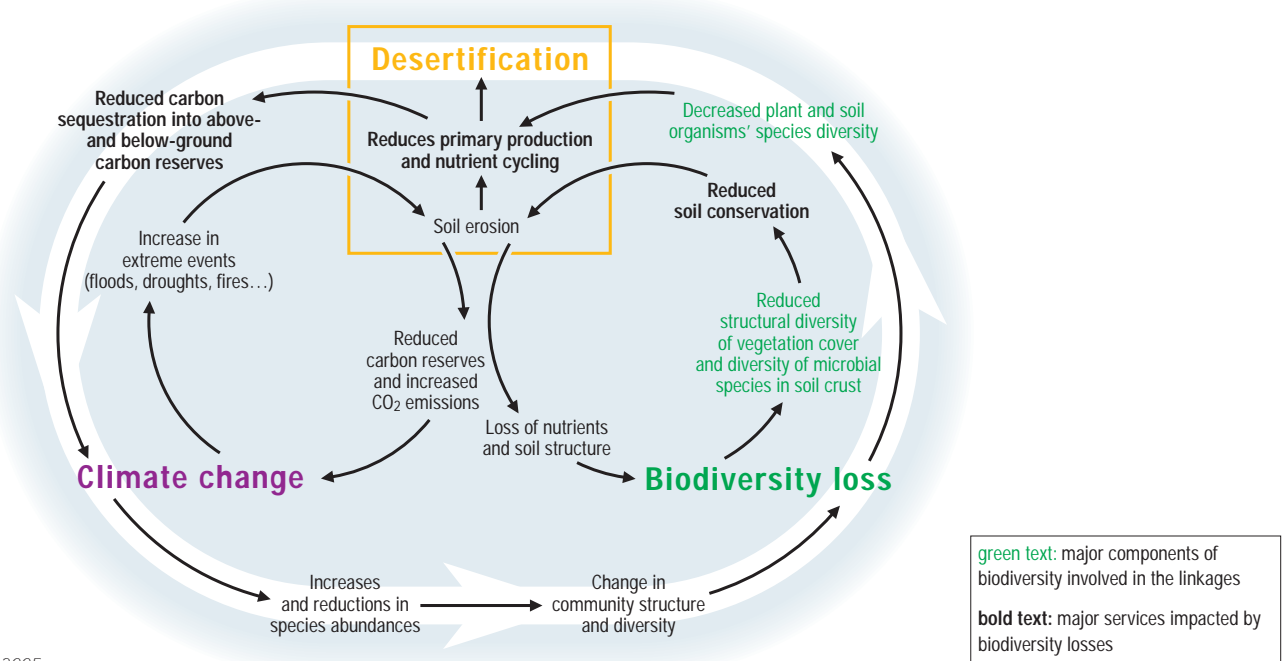 Desertification
Reduced carbon
sequestration into above-
and below-ground
carbon reserves
Reduces primary production
and nutrient cycling
Decreased plant and soil
organisms' species diversity
Reduced
soil conservation
Soil erosion
Increase in
extreme events
(floods, droughts, fires…)
Reduced
structural diversity
of vegetation cover
and diversity of microbial
species in soil crust
Reduced
carbon reserves
and increased
CO2 emissions
Loss of nutrients
and soil structure
Climate change
Biodiversity loss
Increases
and reductions in
species abundances
Change in
community structure
and diversity
green text: major components of
biodiversity involved in the linkages
bold text: major services impacted by
biodiversity losses